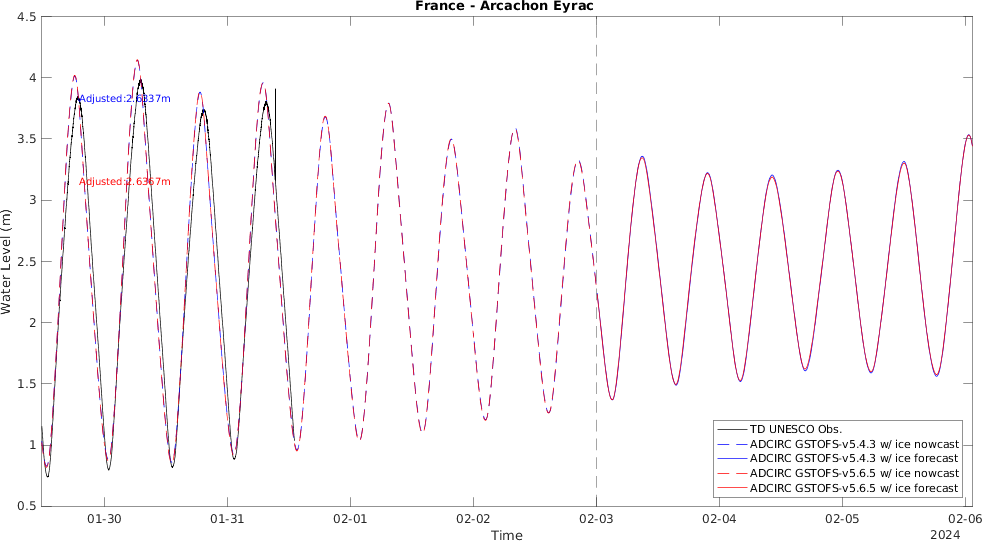 France - Arcachon Eyrac
4.5
4
3.5
3
2.5
2
1.5
1
0.5
Water Level (m)
Adjusted:2.6337m
Adjusted:2.6367m
TD UNESCO Obs.
ADCIRC GSTOFS-v5.4.3 w/ ice nowcast
ADCIRC GSTOFS-v5.4.3 w/ ice forecast
ADCIRC GSTOFS-v5.6.5 w/ ice nowcast
ADCIRC GSTOFS-v5.6.5 w/ ice forecast
01-30 01-31 02-01 02-02 02-03 02-04 02-05 02-06
Time
2024